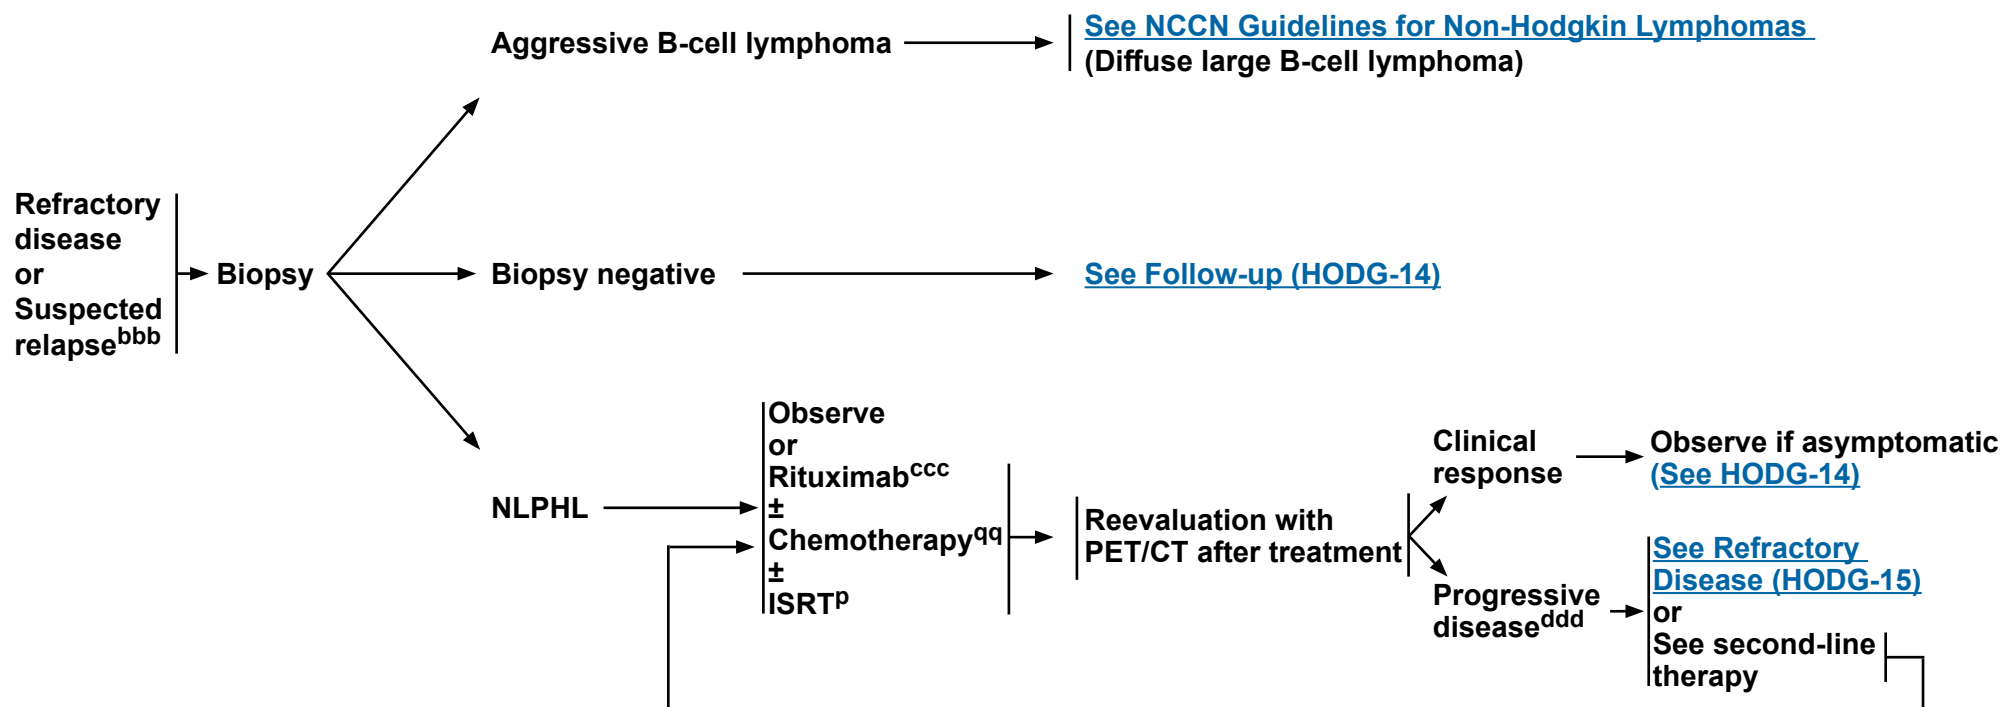 Aggressive B-cell lymphoma
See NCCN Guidelines for Non-Hodgkin Lymphomas
(Diffuse large B-cell lymphoma)
Refractory
disease
or
Suspected
relapsebbb
Biopsy
Biopsy negative
See Follow-up (HODG-14)
NLPHL
Observe
or
Rituximabccc
±
Chemotherapyqq
±
ISRTp
Reevaluation with
PET/CT after treatment
Clinical
response
Observe if asymptomatic
(See HODG-14)
Progressive
diseaseddd
See Refractory
Disease (HODG-15)
or
See second-line
therapy